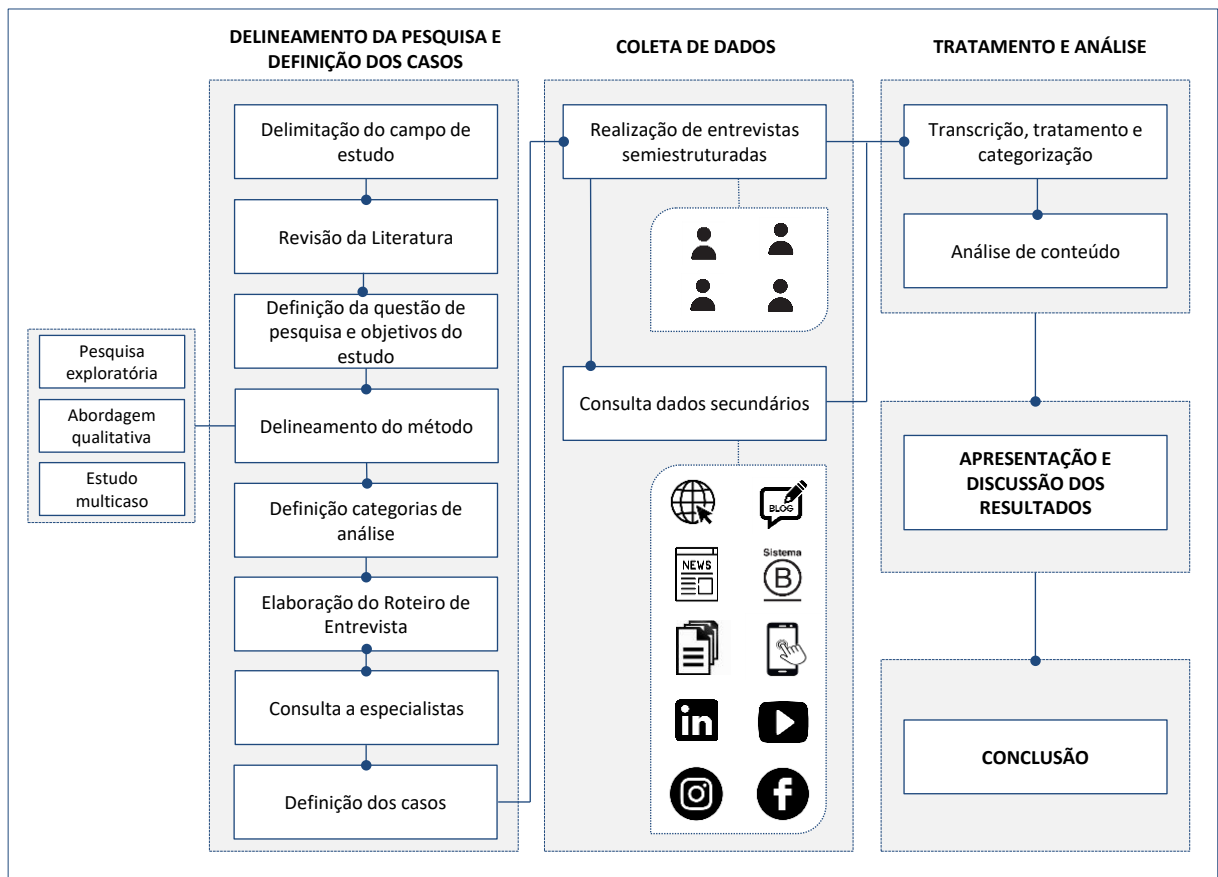 DELINEAMENTO DA PESQUISA E
DEFINIÇÃO DOS CASOS
Delimitação do campo de
estudo
Revisão da Literatura
Definição da questão de
pesquisa e objetivos do
estudo
Pesquisa
exploratória
Abordagem
qualitativa
Estudo
multicaso
Delineamento do método
Definição categorias de
análise
Elaboração do Roteiro de
Entrevista
Consulta a especialistas
Definição dos casos
COLETA DE DADOS
Realização de entrevistas
semiestruturadas
Consulta dados secundários
BLOG
NEWS
Sistema
B
in
f
TRATAMENTO E ANÁLISE
Transcrição, tratamento e
categorização
Análise de conteúdo
APRESENTAÇÃO E
DISCUSSÃO DOS
RESULTADOS
CONCLUSÃO